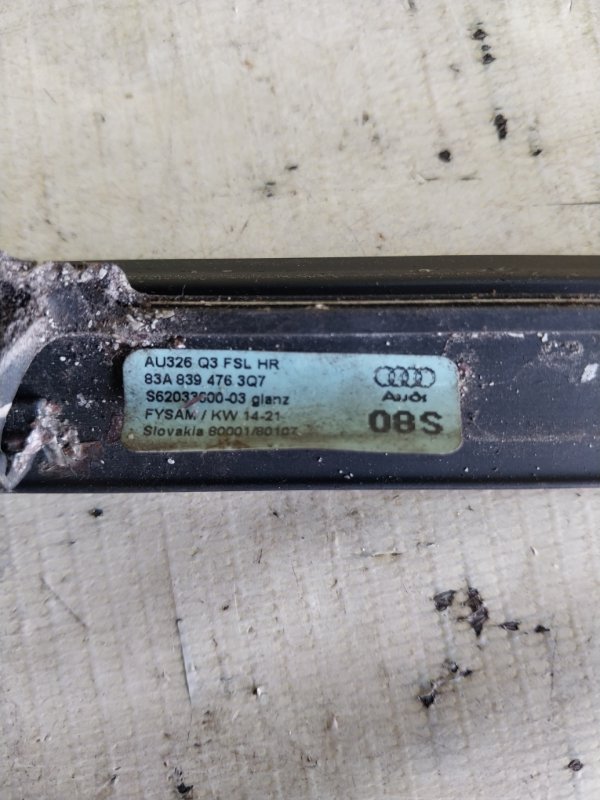 AU326 Q3 FSL HR
83A 839 476 3Q7
S62033600-03 glanz
FYSAM / KW 14-21
Slovakia 80001/80107
Audi
08S